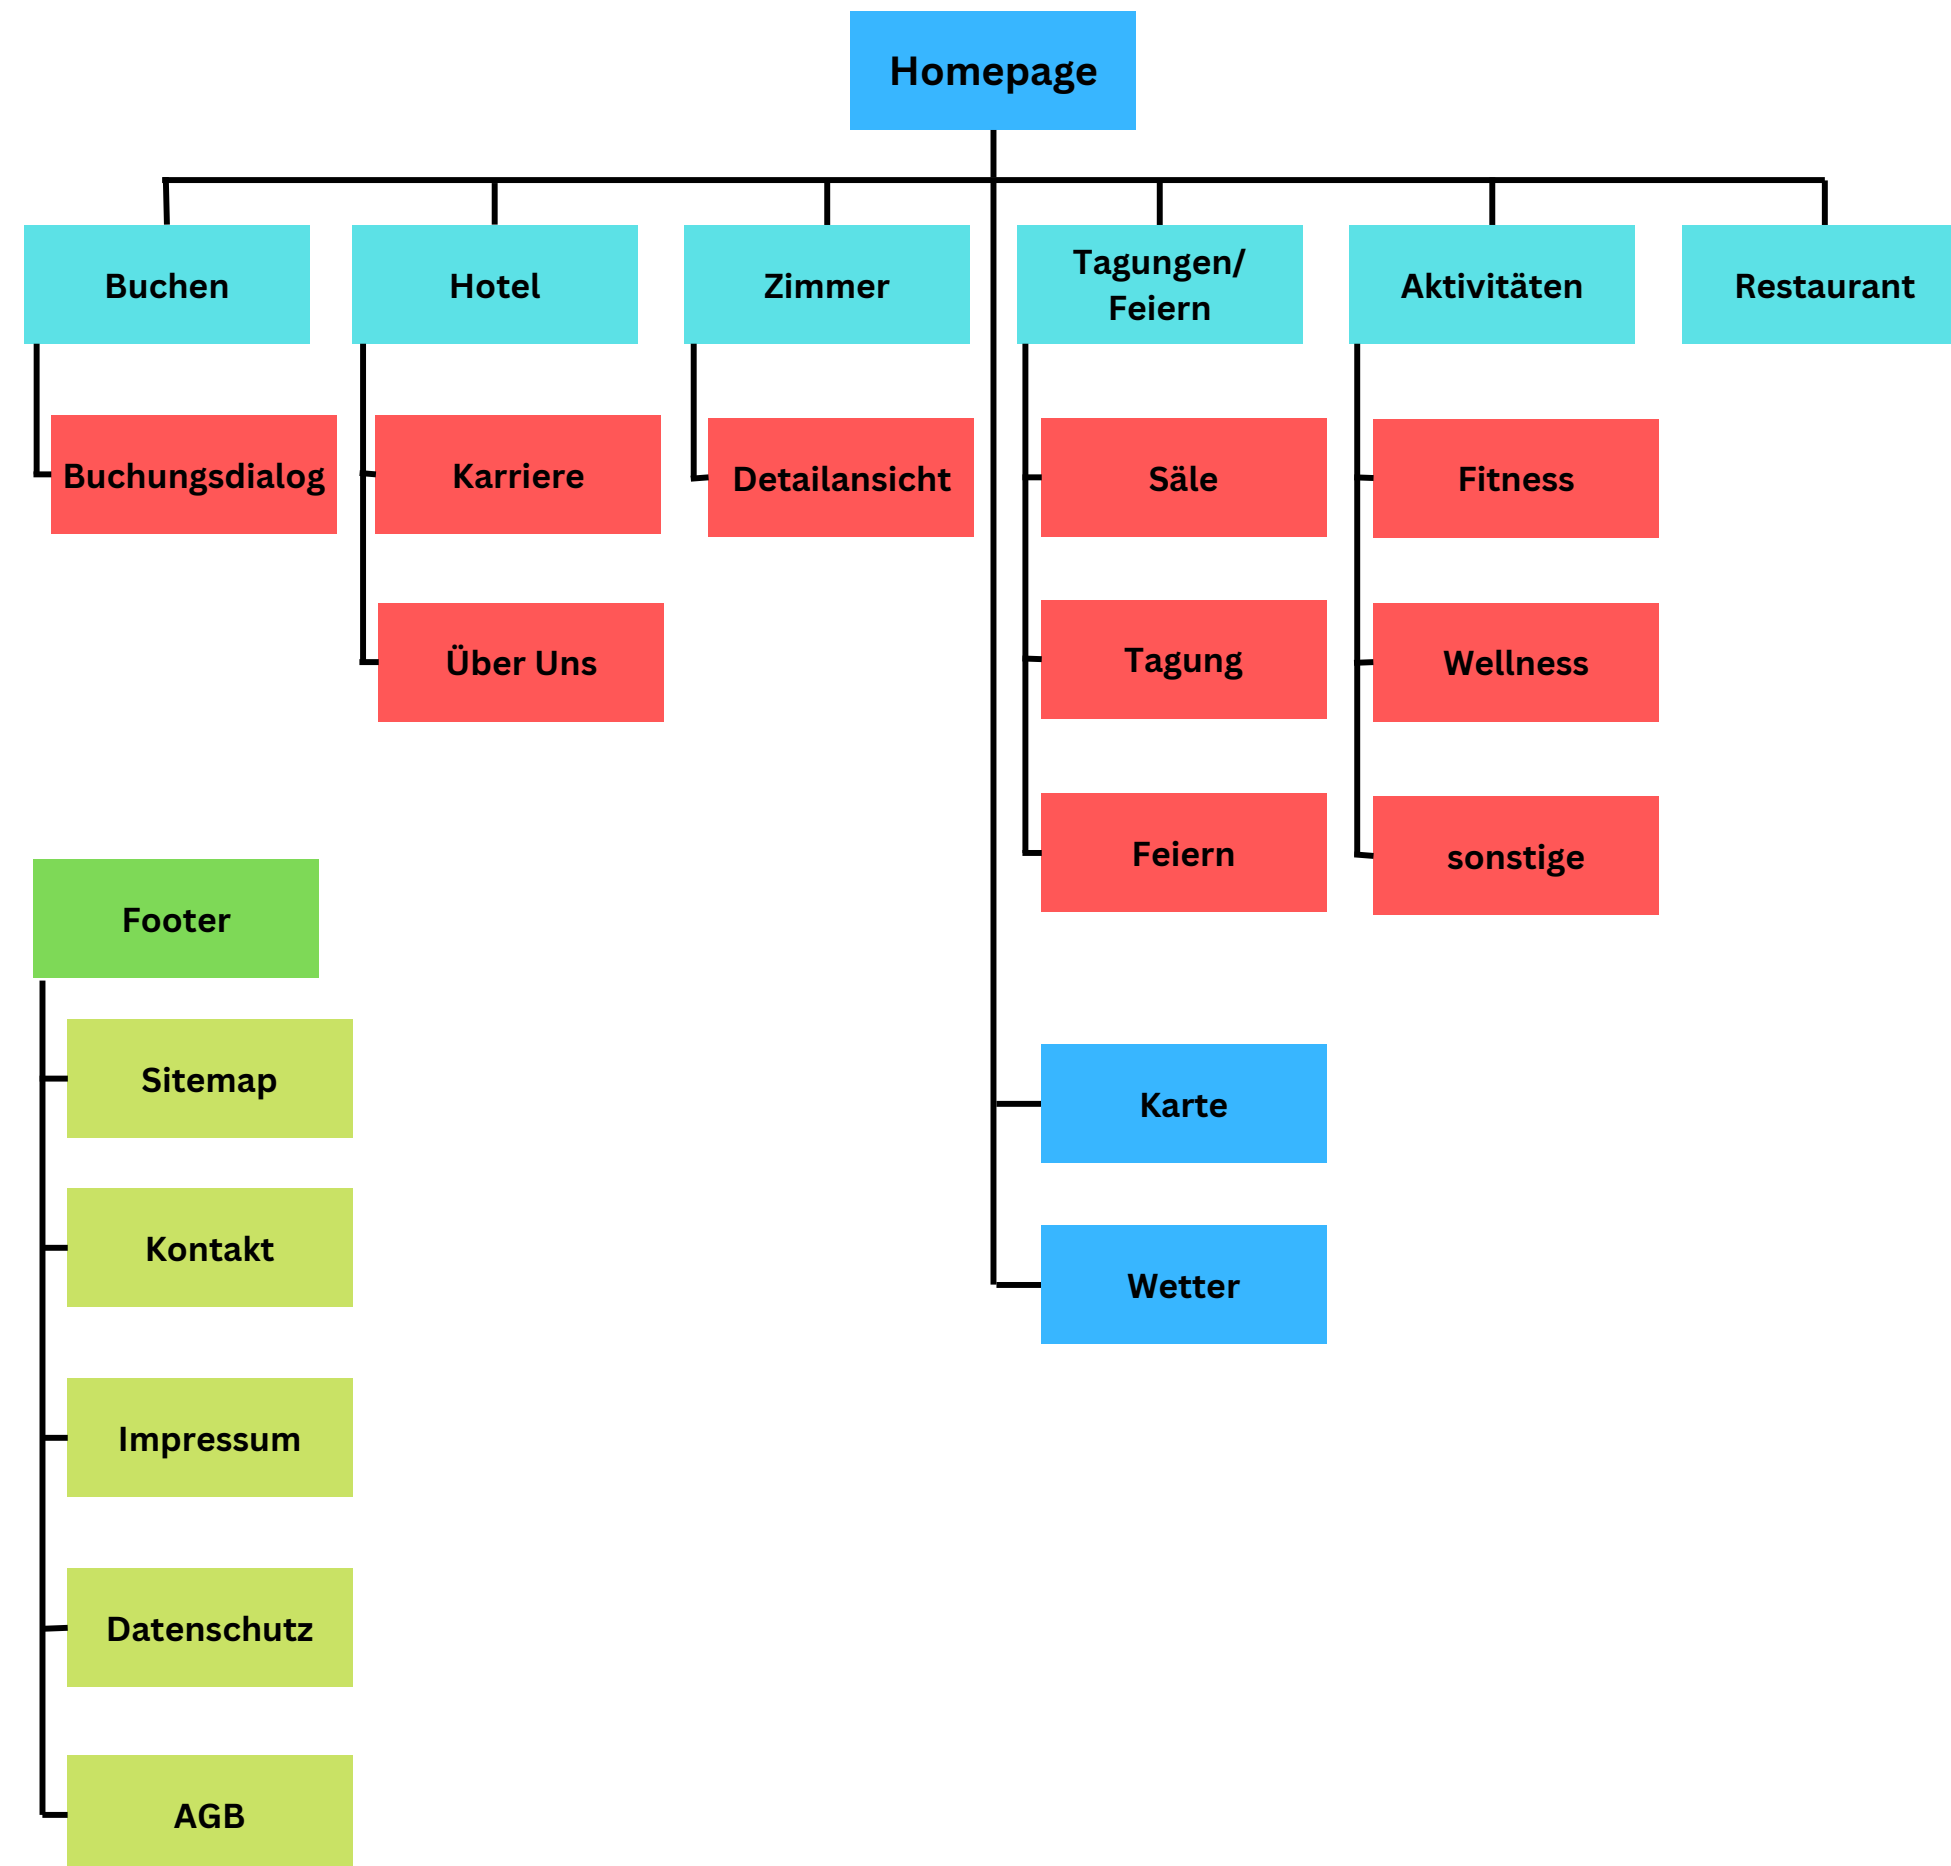 Homepage
Buchen
Hotel
Zimmer
Tagungen/
Feiern
Aktivitäten
Restaurant
Buchungsdialog
Karriere
Detailansicht
Säle
Fitness
Über Uns
Tagung
Wellness
Feiern
sonstige
Footer
Sitemap
Karte
Kontakt
Wetter
Impressum
Datenschutz
AGB